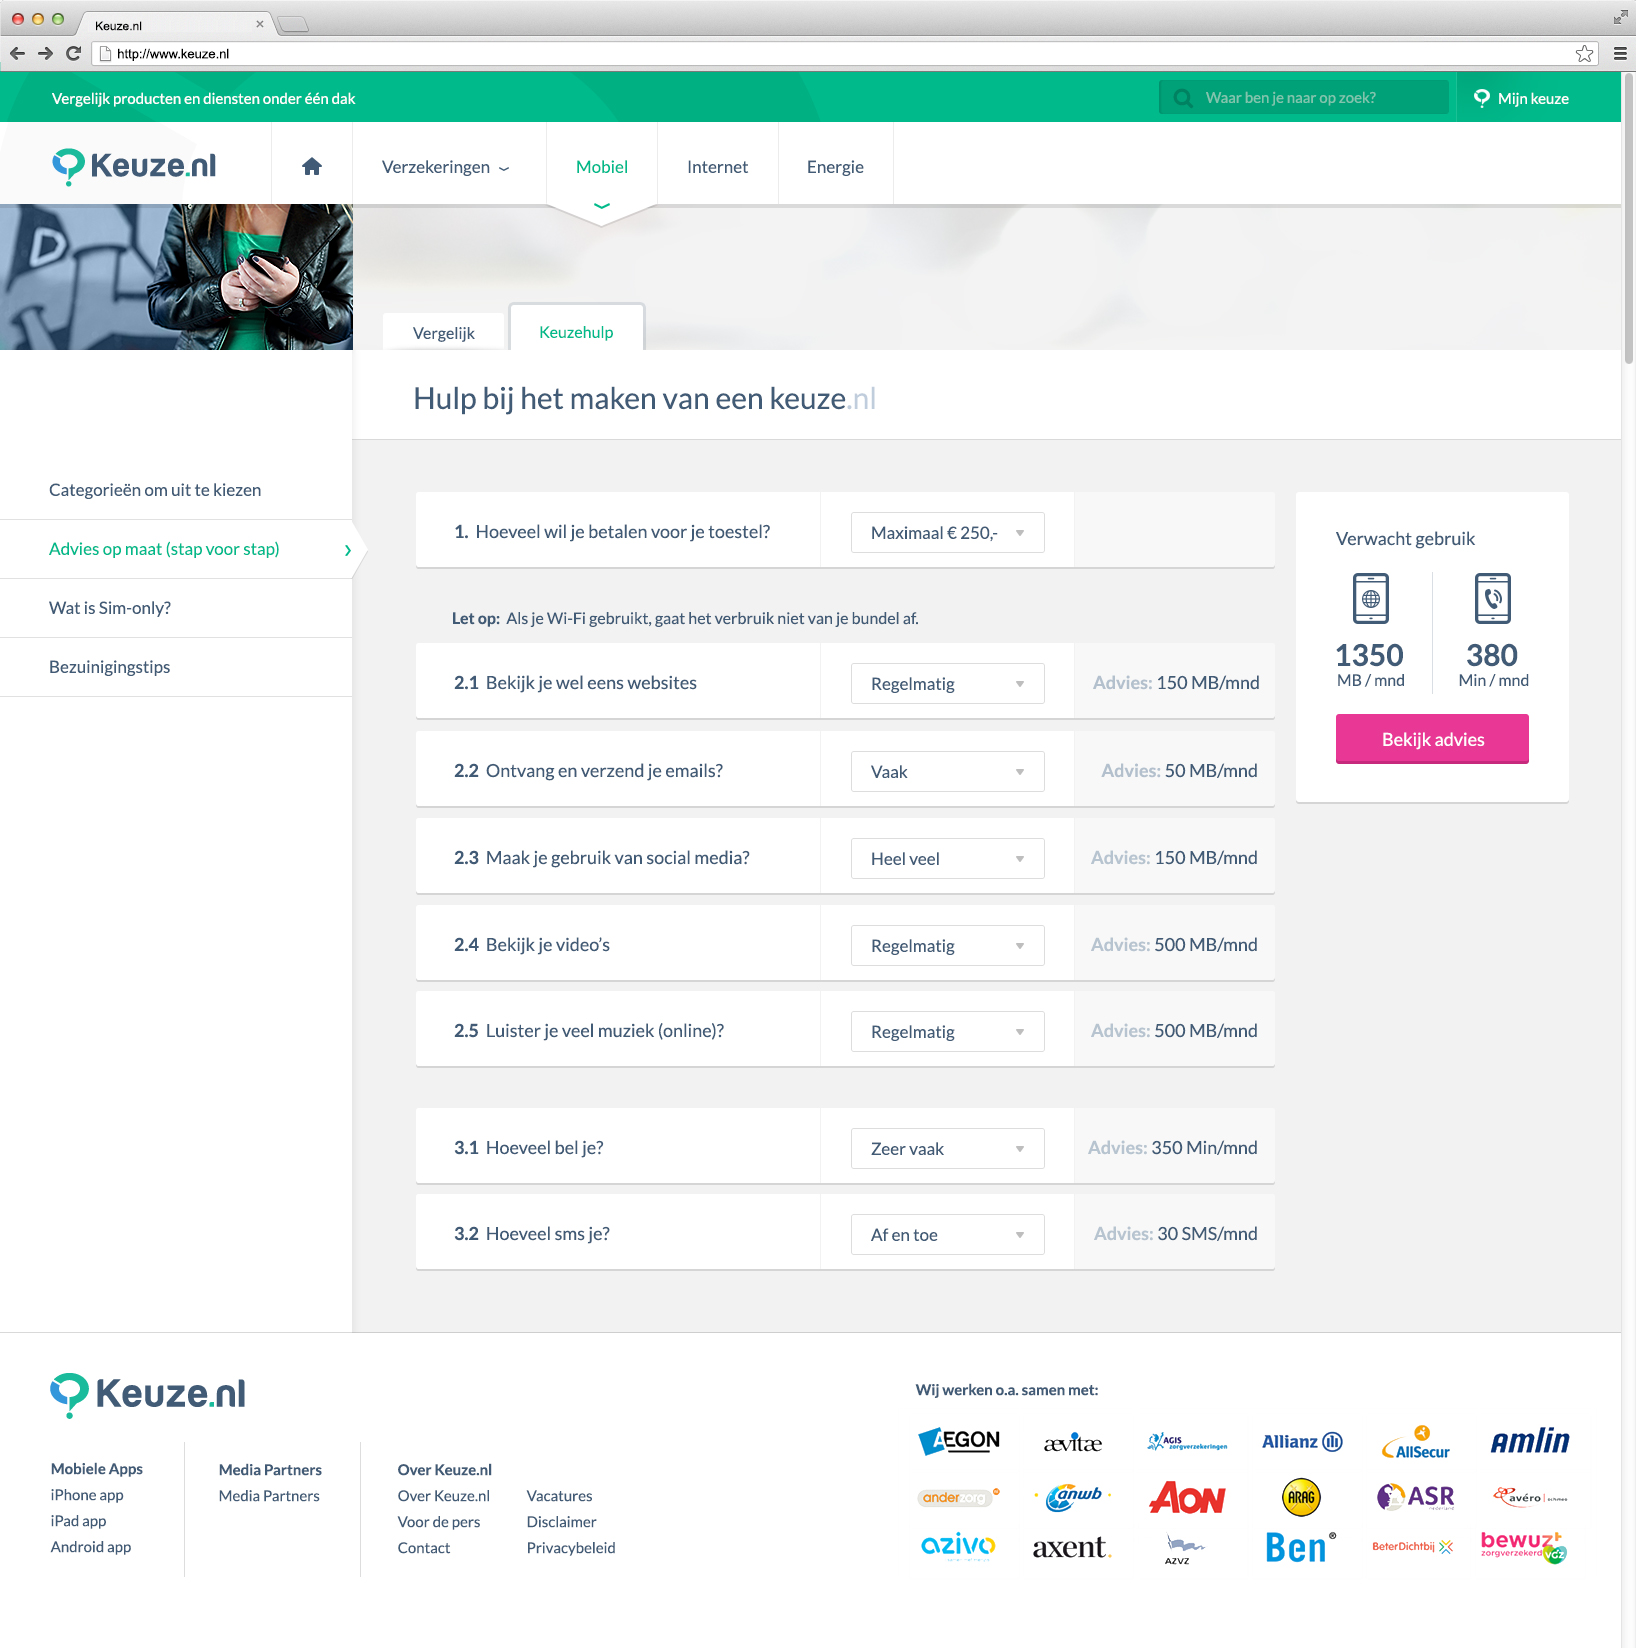 Keuze.nl
http://www.keuze.nl
Vergelijk producten en diensten onder één dak
Waar ben je naar op zoek?
Mijn keuze
Keuze.nl
Verzekeringen
Mobiel
Internet
Energie
D
Vergelijk
Keuzehulp
Hulp bij het maken van een keuze.nl
Categorieën om uit te kiezen
Advies op maat (stap voor stap)
Wat is Sim-only?
Bezuinigingstips
1. Hoeveel wil je betalen voor je toestel?
Maximaal € 250,-
Let op: Als je Wi-Fi gebruikt, gaat het verbruik niet van je bundel af.
2.1 Bekijk je wel eens websites
Regelmatig
Advies: 150 MB/mnd
2.2 Ontvang en verzend je emails?
Vaak
Advies: 50 MB/mnd
2.3 Maak je gebruik van social media?
Heel veel
Advies: 150 MB/mnd
2.4 Bekijk je video's
Regelmatig
Advies: 500 MB/mnd
2.5 Luister je veel muziek (online)?
Regelmatig
Advies: 500 MB/mnd
3.1 Hoeveel bel je?
Zeer vaak
Advies: 350 Min/mnd
3.2 Hoeveel sms je?
Af en toe
Advies: 30 SMS/mnd
Verwacht gebruik
1350
MB / mnd
380
Min / mnd
Bekijk advies
Keuze.nl
Mobiele Apps
iPhone app
iPad app
Android app
Media Partners
Media Partners
Over Keuze.nl
Over Keuze.nl
Voor de pers
Contact
Vacatures
Disclaimer
Privacybeleid
Wij werken o.a. samen met:
AEGON
ævitæ
AGIS
zorgverzekeringen
Allianz
AllSecur
amlin
anderzorg
anwb
AON
ARAG
ASR
avéro
azivo
axent.
AZVZ
Ben®
BeterDichtbij
bewuzt
zorgverzekerd
VGZ